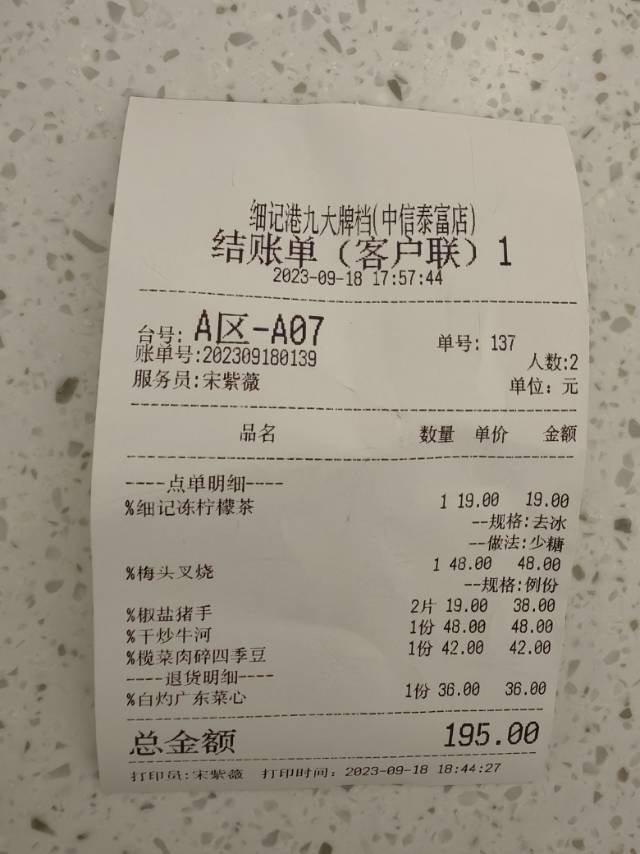 细记港九大牌档(中信泰富店)
结账单（客户联）1
2023-09-18 17:57:44
台号: A区-A07 单号: 137
账单号:202309180139 人数:2
服务员:宋紫薇 单位: 元
品名 数量 单价 金额
----点单明细----
%细记冻柠檬茶 1 19.00 19.00
--规格:去冰
--做法:少糖
%梅头叉烧 1 48.00 48.00
--规格:例份
%椒盐猪手 2片 19.00 38.00
%干炒牛河 1份 48.00 48.00
%榄菜肉碎四季豆 1份 42.00 42.00
----退货明细----
%白灼广东菜心 1份 36.00 36.00
总金额 195.00
打印员:宋紫薇 打印时间: 2023-09-18 18:44:27